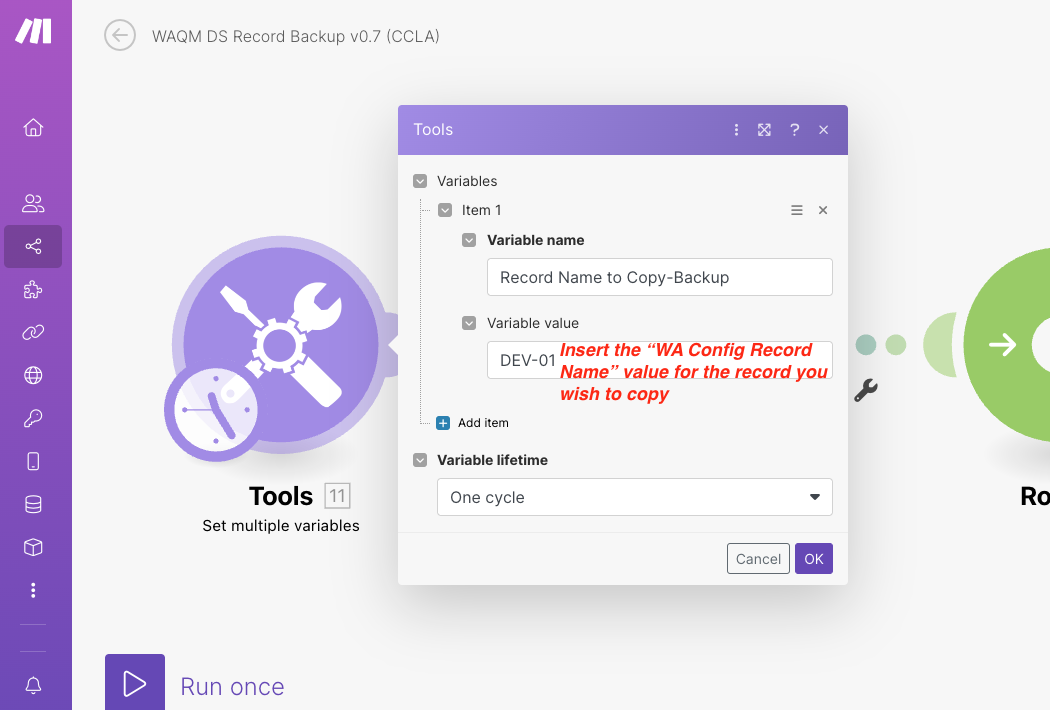 WAQM DS Record Backup v0.7 (CCLA)
Tools
?
Variables
Item 1
Variable name
Record Name to Copy-Backup
Variable value
DEV-01
Insert the “WA Config Record
Name” value for the record you
wish to copy
Add item
Variable lifetime
One cycle
Cancel
OK
Tools 11
Set multiple variables
Ro
Run once